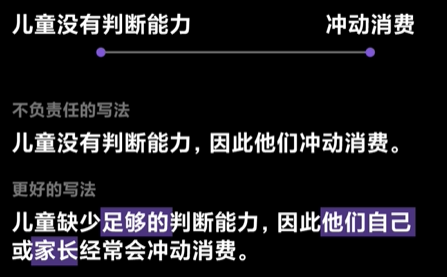 儿童没有判断能力 冲动消费
不负责任的写法
儿童没有判断能力，因此他们冲动消费。
更好的写法
儿童缺少足够的判断能力，因此他们自己
或家长经常会冲动消费。